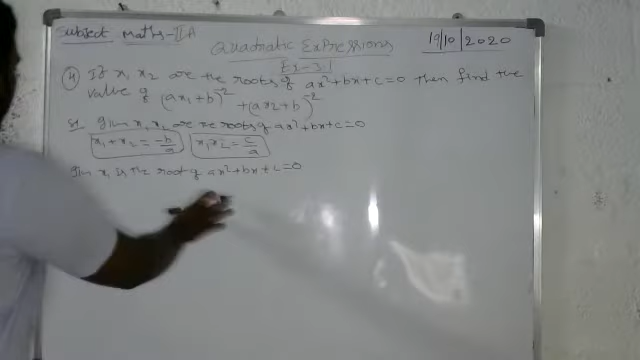 Subject Maths-IIA
Quadratic Expressions
19/10/2020
Ex-3.1
4) If x₁ x₂ are the roots of ax²+bx+c=0 then find the
value of (ax₁+b)⁻² + (ax₂+b)⁻²
Sol Given x₁ x₂ are the roots of ax²+bx+c=0
x₁+x₂ = -b/a x₁x₂ = c/a
x₁ is the root of ax²+bx+c=0